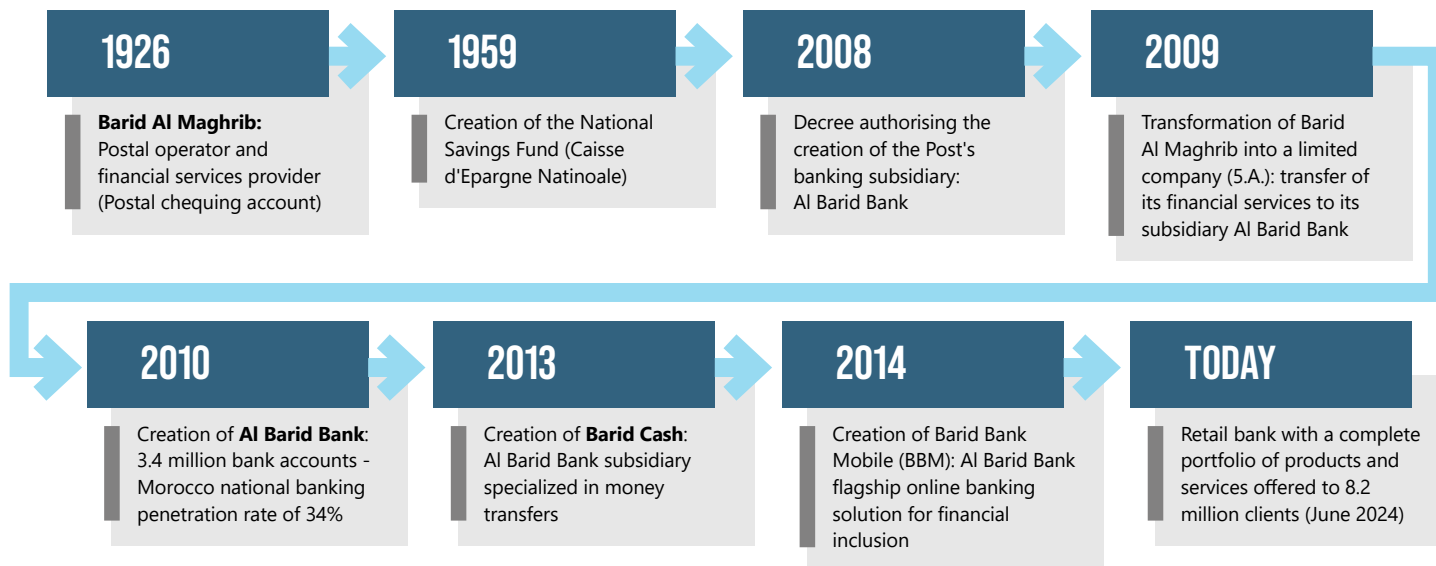 1926
Barid Al Maghrib:
Postal operator and
financial services provider
(Postal chequing account)
1959
Creation of the National
Savings Fund (Caisse
d'Epargne Natinoale)
2008
Decree authorising the
creation of the Post's
banking subsidiary:
Al Barid Bank
2009
Transformation of Barid
Al Maghrib into a limited
company (5.A.): transfer of
its financial services to its
subsidiary Al Barid Bank
2010
Creation of Al Barid Bank:
3.4 million bank accounts -
Morocco national banking
penetration rate of 34%
2013
Creation of Barid Cash:
Al Barid Bank subsidiary
specialized in money
transfers
2014
Creation of Barid Bank
Mobile (BBM): Al Barid Bank
flagship online banking
solution for financial
inclusion
TODAY
Retail bank with a complete
portfolio of products and
services offered to 8.2
million clients (June 2024)